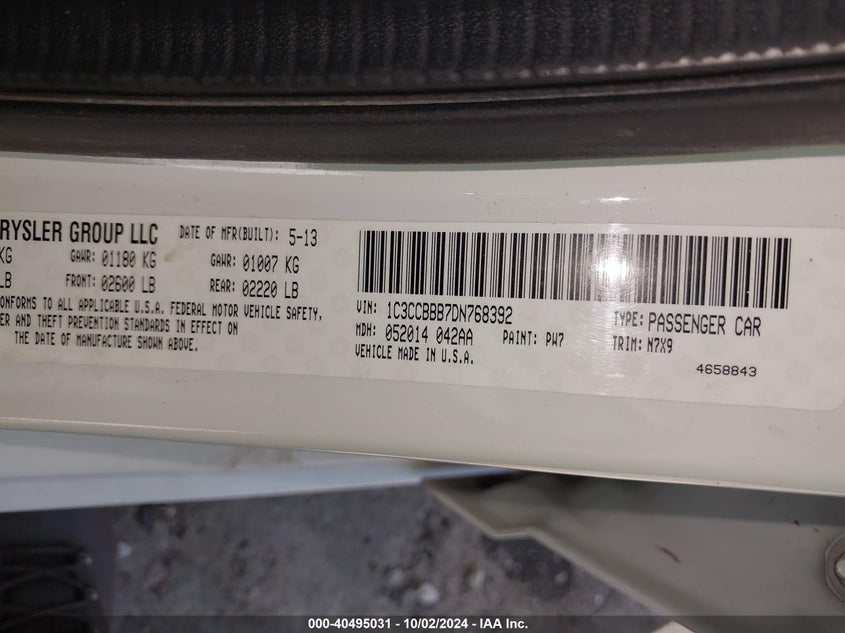 RYSLER GROUP LLC DATE OF MFR(BUILT): 5-13
KG GAWR: 01180 KG GAWR: 01007 KG
LB FRONT: 02600 LB REAR: 02220 LB
CONFORMS TO ALL APPLICABLE U.S.A. FEDERAL MOTOR VEHICLE SAFETY,
ER AND THEFT PREVENTION STANDARDS IN EFFECT ON
THE DATE OF MANUFACTURE SHOWN ABOVE.
VIN: 1C3CCBBB7DN768392 TYPE: PASSENGER CAR
MDH: 052014 042AA PAINT: PW7 TRIM: N7X9
VEHICLE MADE IN U.S.A.
4658843
000-40495031 - 10/02/2024 - IAA Inc.